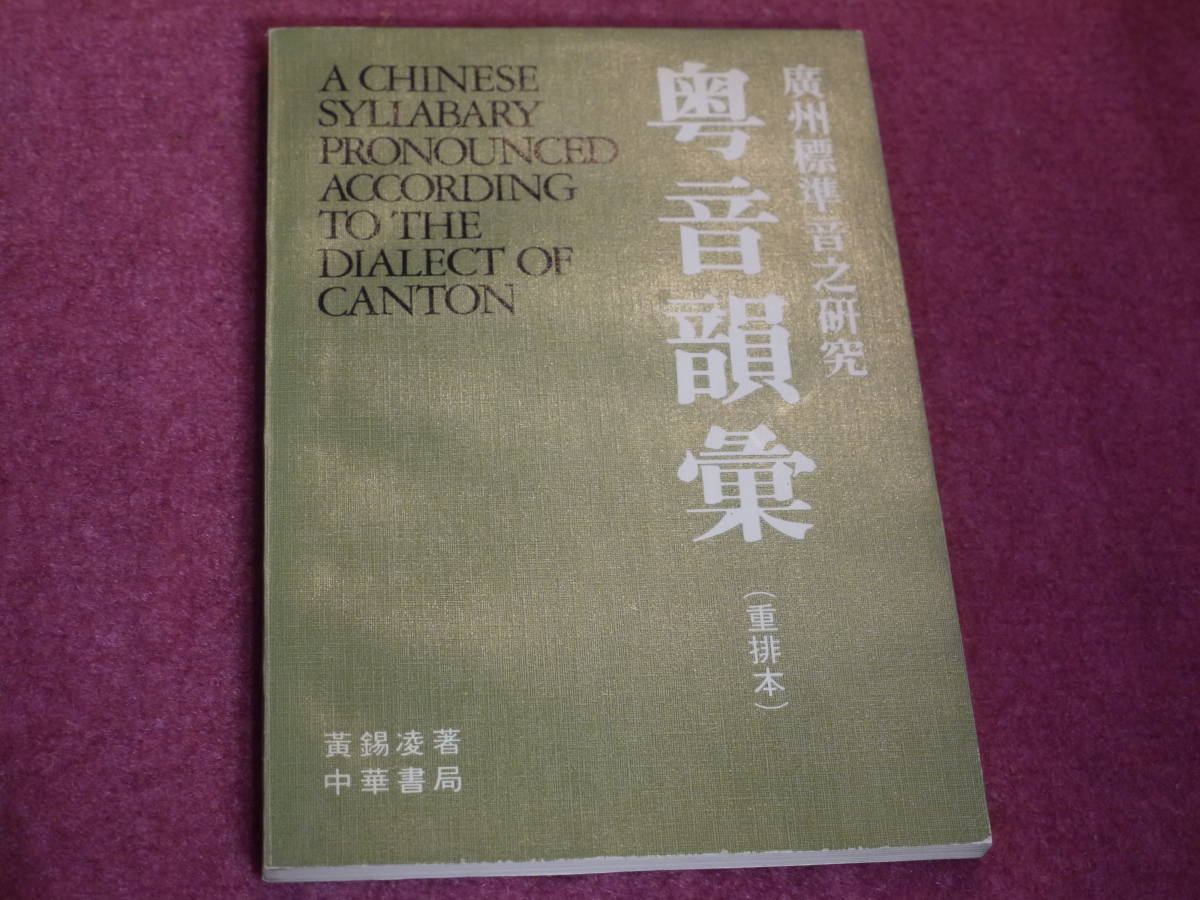 A CHINESE
SYLLABARY
PRONOUNCED
ACCORDING
TO THE
DIALECT OF
CANTON
廣州標準音之研究
粤音韻彙
(重排本)
黃錫凌著
中華書局